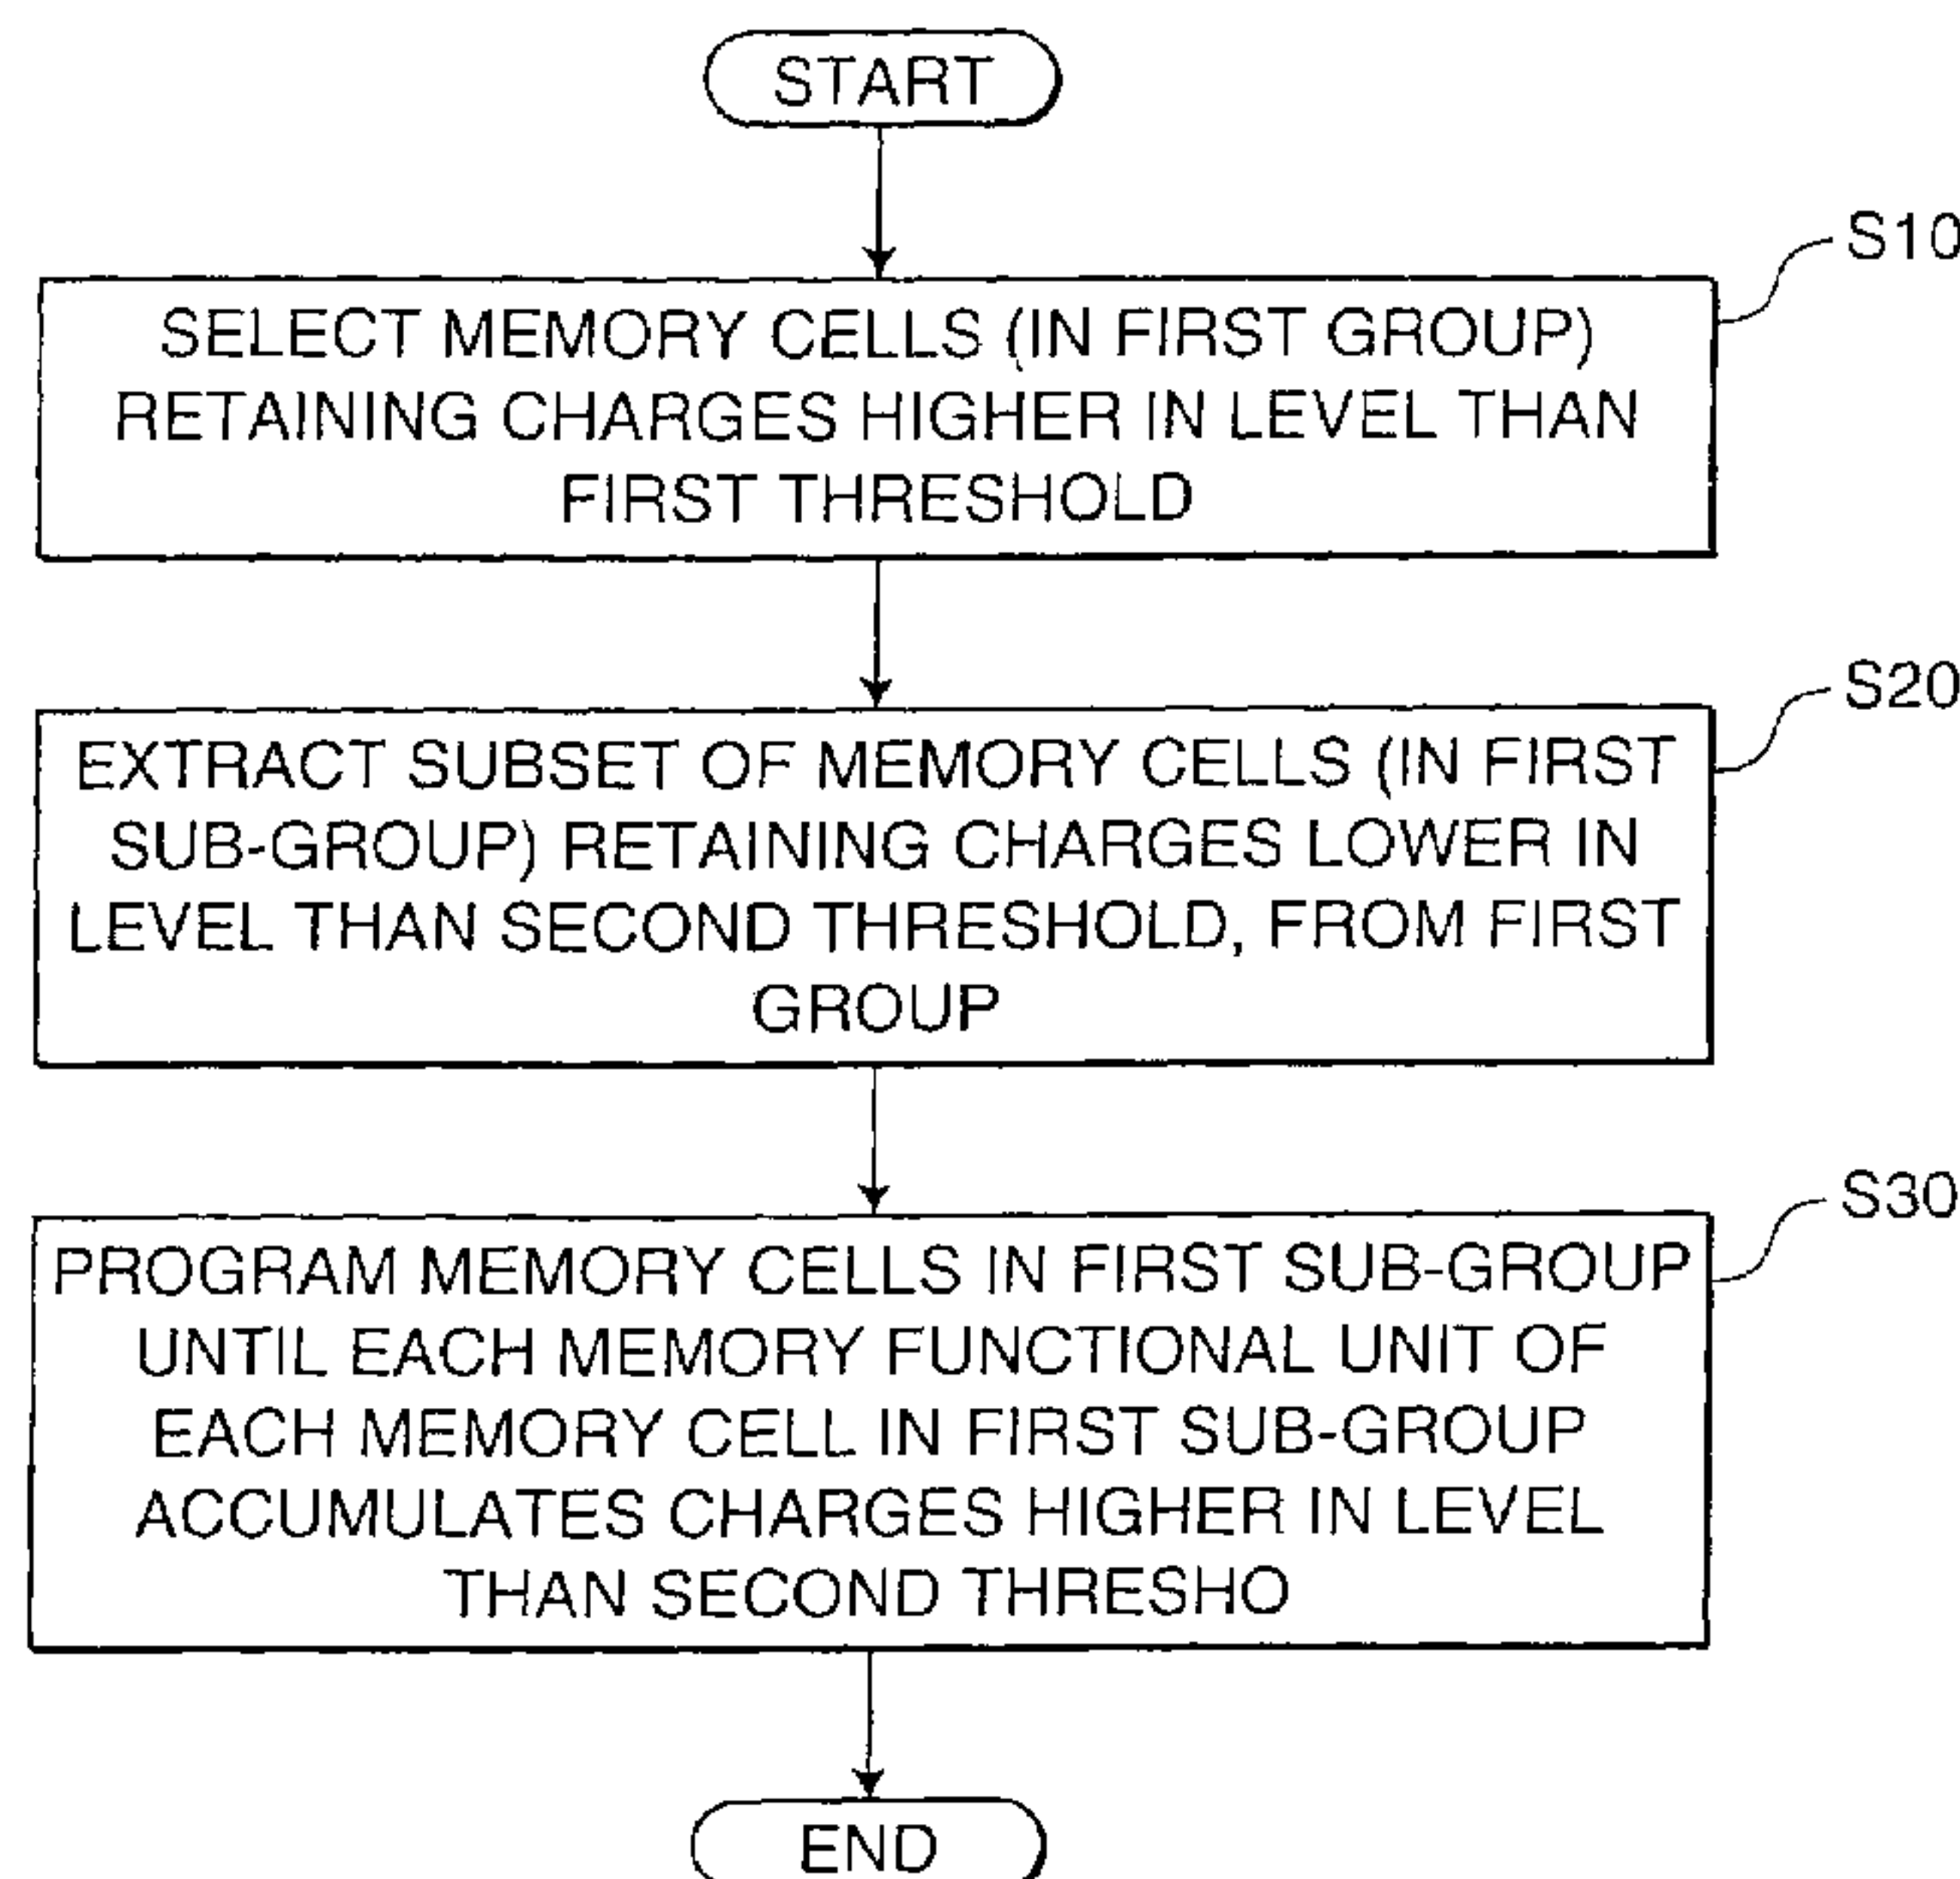 START
S10
SELECT MEMORY CELLS (IN FIRST GROUP)
RETAINING CHARGES HIGHER IN LEVEL THAN
FIRST THRESHOLD
S20
EXTRACT SUBSET OF MEMORY CELLS (IN FIRST
SUB-GROUP) RETAINING CHARGES LOWER IN
LEVEL THAN SECOND THRESHOLD, FROM FIRST
GROUP
S30
PROGRAM MEMORY CELLS IN FIRST SUB-GROUP
UNTIL EACH MEMORY FUNCTIONAL UNIT OF
EACH MEMORY CELL IN FIRST SUB-GROUP
ACCUMULATES CHARGES HIGHER IN LEVEL
THAN SECOND THRESHO
END